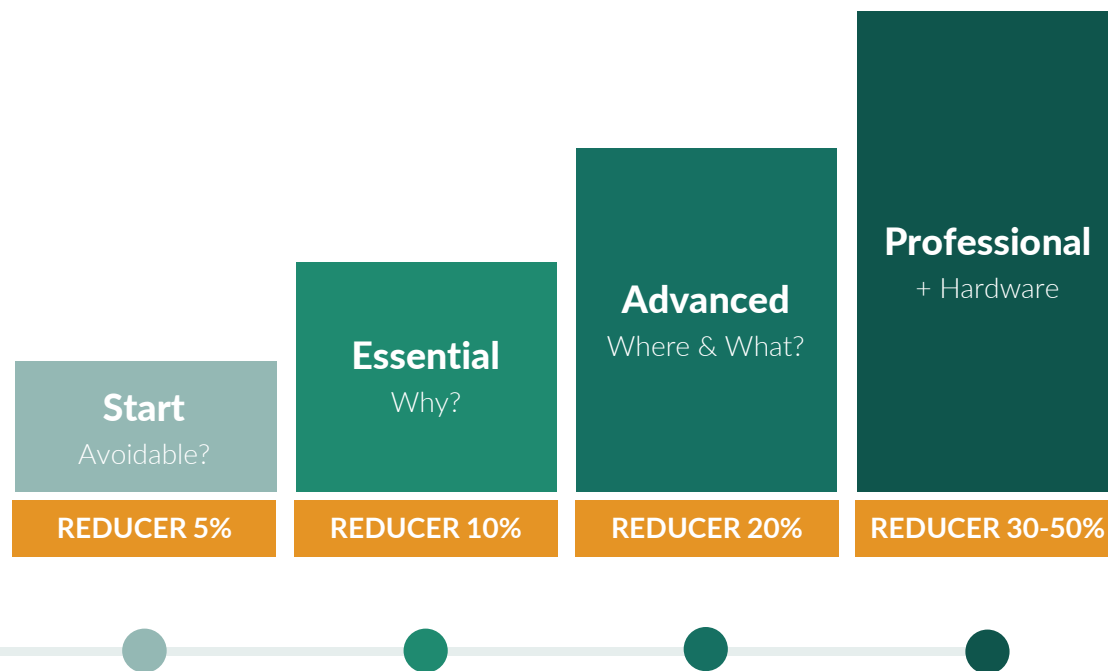 Start
Avoidable?
REDUCER 5%
Essential
Why?
REDUCER 10%
Advanced
Where & What?
REDUCER 20%
Professional
+ Hardware
REDUCER 30-50%